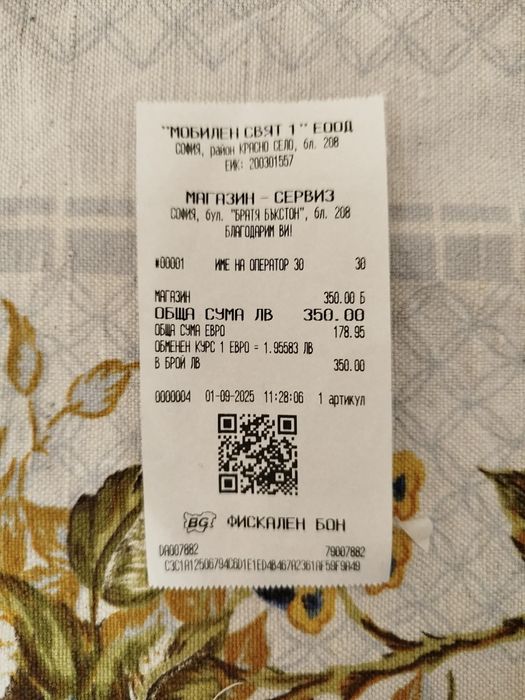 "МОБИЛЕН СВЯТ 1" ЕООД
СОФИЯ, район КРАСНО СЕЛО, бл. 208
ЕИК: 200301557
МАГАЗИН - СЕРВИЗ
СОФИЯ, бул. "БРАТЯ БЪКСТОН", бл. 208
БЛАГОДАРИМ ВИ!
#00001 ИМЕ НА ОПЕРАТОР 30 30
МАГАЗИН 350.00 Б
ОБЩА СУМА ЛВ 350.00
ОБЩА СУМА ЕВРО 178.95
ОБМЕНЕН КУРС 1 ЕВРО = 1.95583 ЛВ
В БРОЙ ЛВ 350.00
0000004 01-09-2025 11:28:06 1 артикул
BG ФИСКАЛЕН БОН
DA007882 79007882
C3C1A12506794C6D1E1ED4B467A2361AF59F9A49